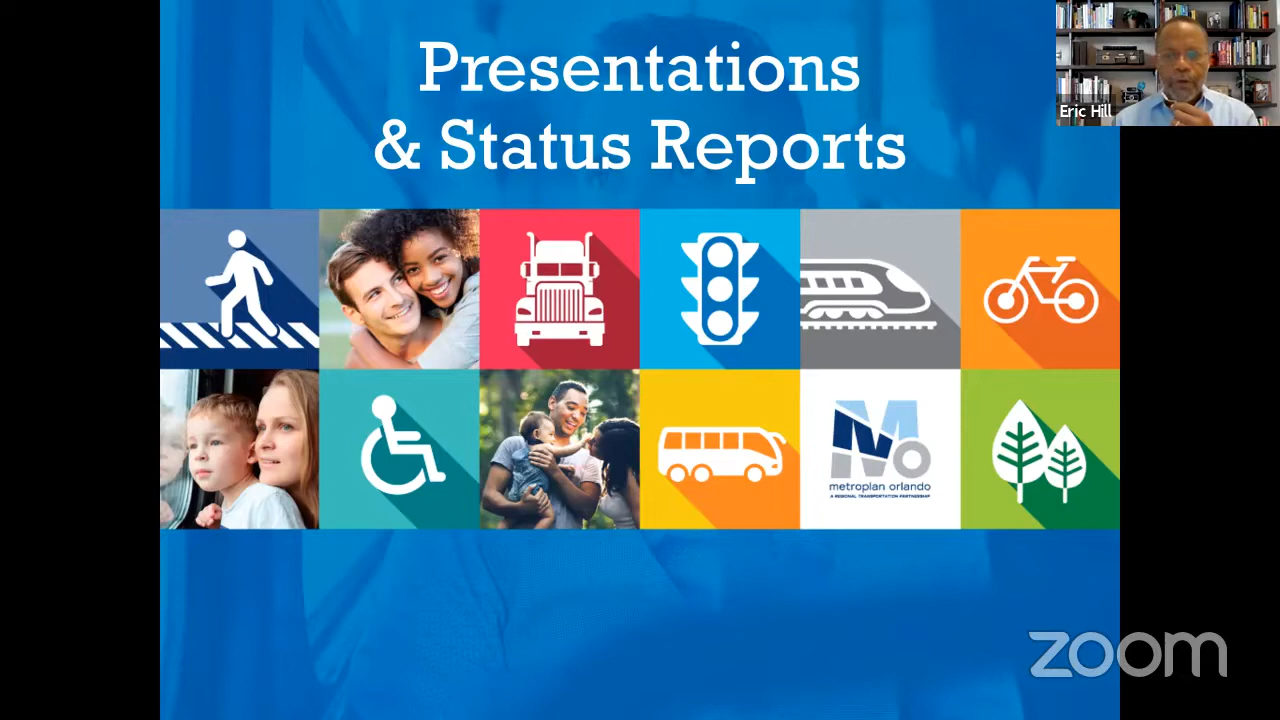 Presentations
& Status Reports
Eric Hill
metroplan orlando
A REGIONAL TRANSPORTATION PARTNERSHIP
zoom